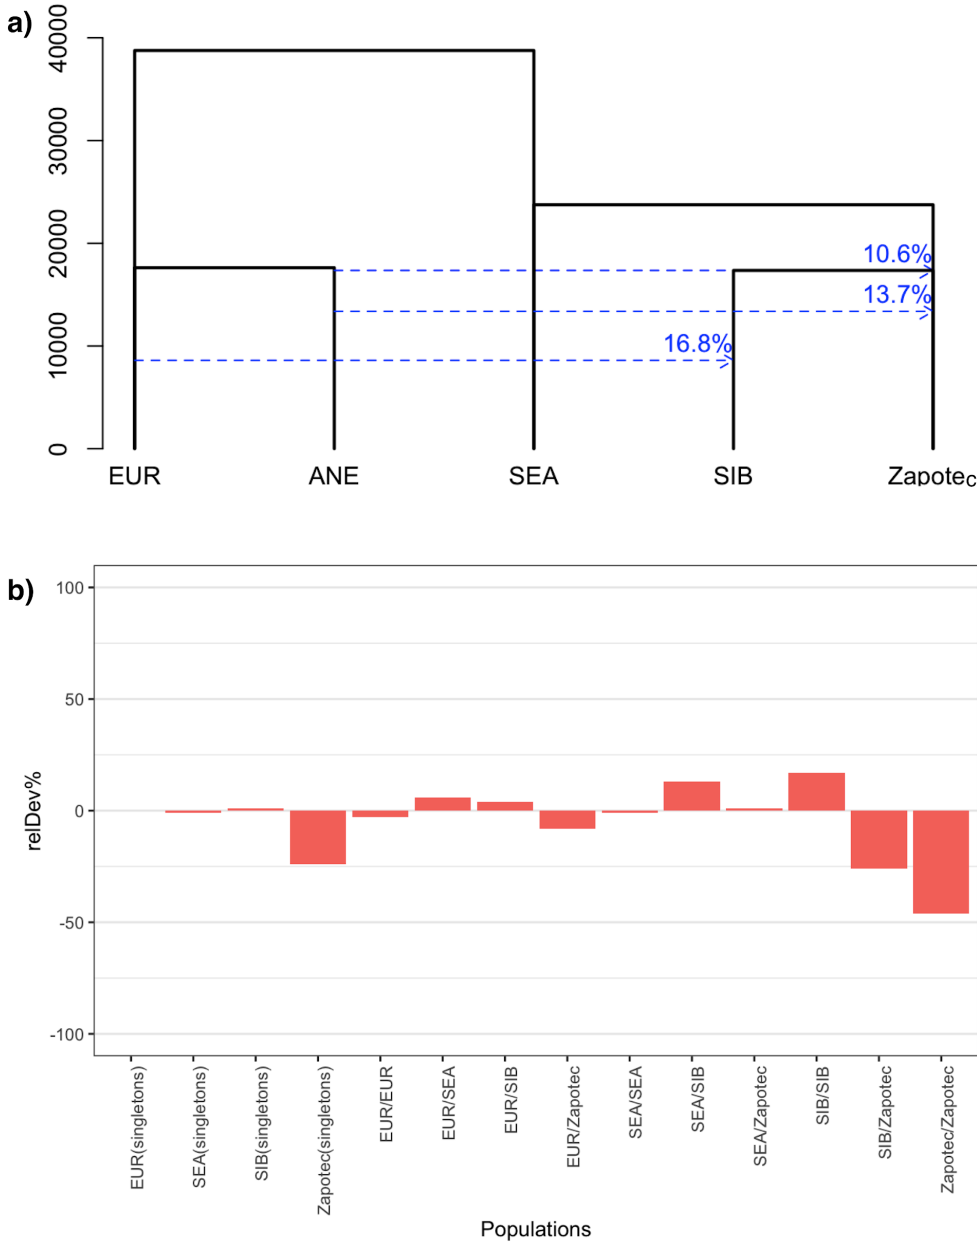 a)
40000
30000
20000
10000
0
10.6%
13.7%
16.8%
EUR ANE SEA SIB Zapotec
b)
100
50
0
-50
-100
relDev%
EUR(singletons)
SEA(singletons)
SIB(singletons)
Zapotec(singletons)
EUR/EUR
EUR/SEA
EUR/SIB
EUR/Zapotec
SEA/SEA
SEA/SIB
SEA/Zapotec
SIB/SIB
SIB/Zapotec
Zapotec/Zapotec
Populations